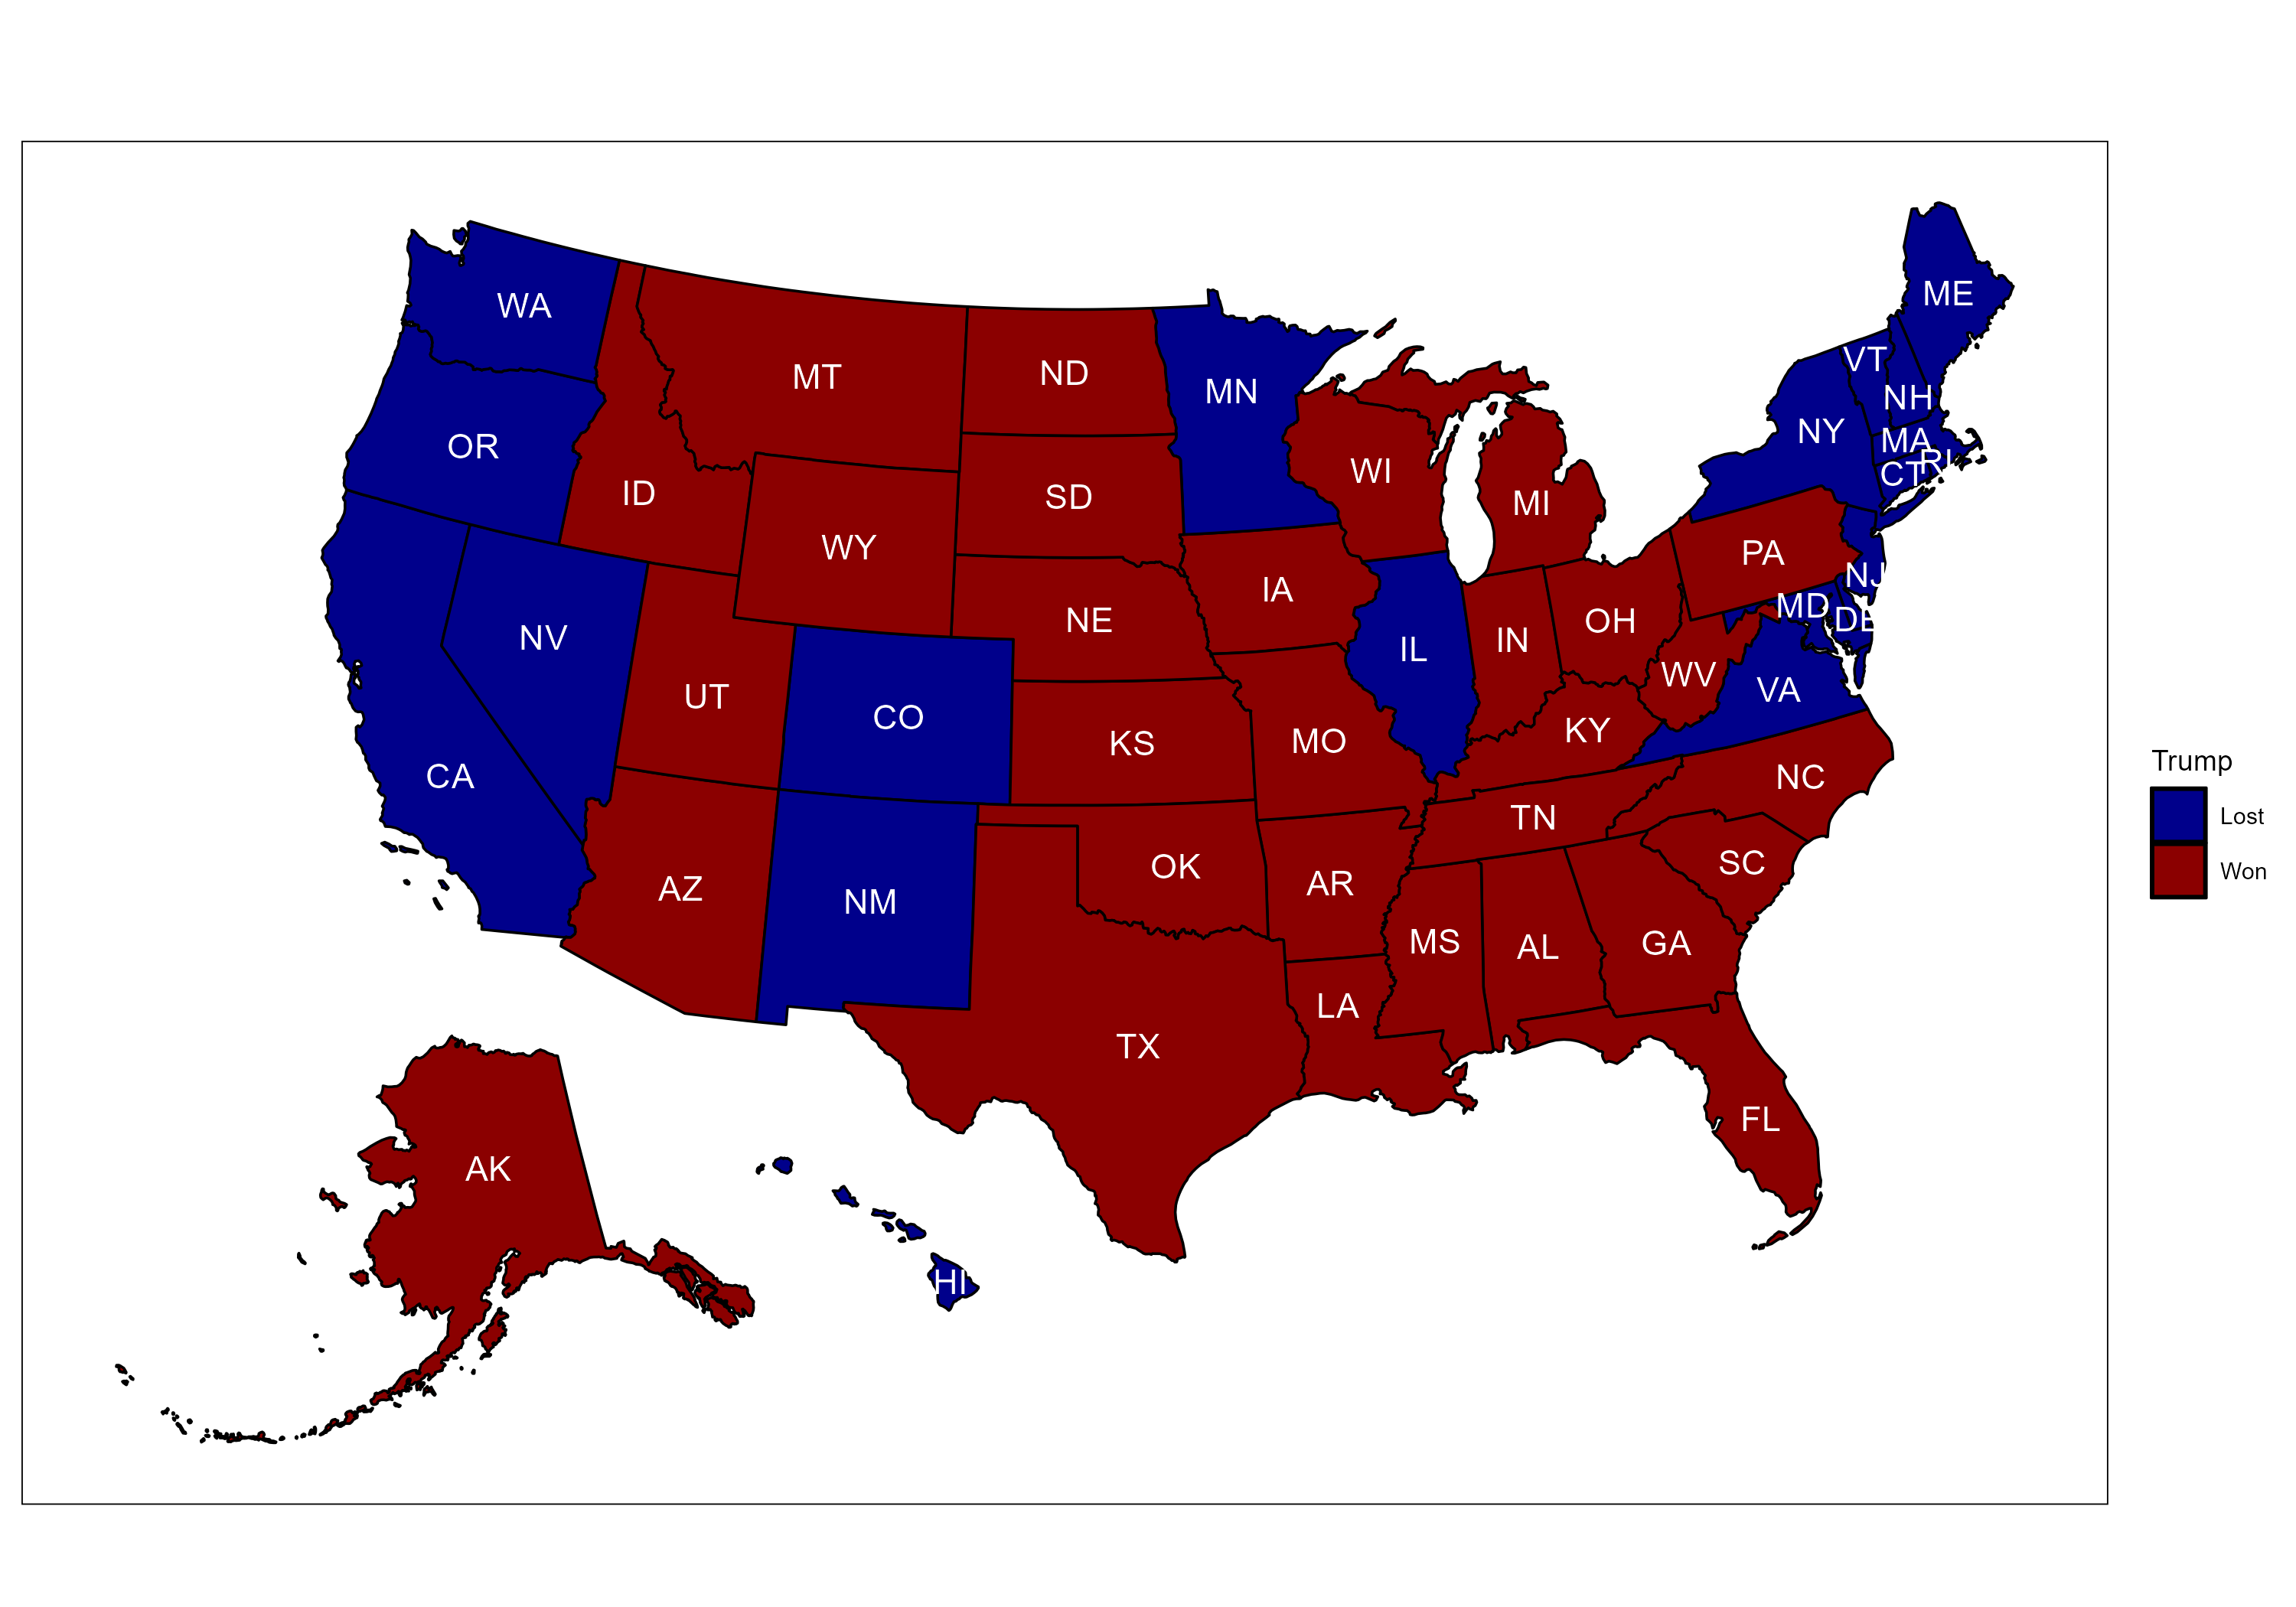 ME
WA
VT
MT
ND
MN
NH
NY
OR
MA
RI
WI
CT
ID
SD
MI
WY
PA
NJ
IA
MD
NE
OH
DE
NV
IN
IL
WV
UT
VA
CO
KY
KS
MO
Trump
CA
NC
TN
Lost
SC
OK
Won
AR
AZ
NM
MS
GA
AL
LA
TX
FL
AK
HI